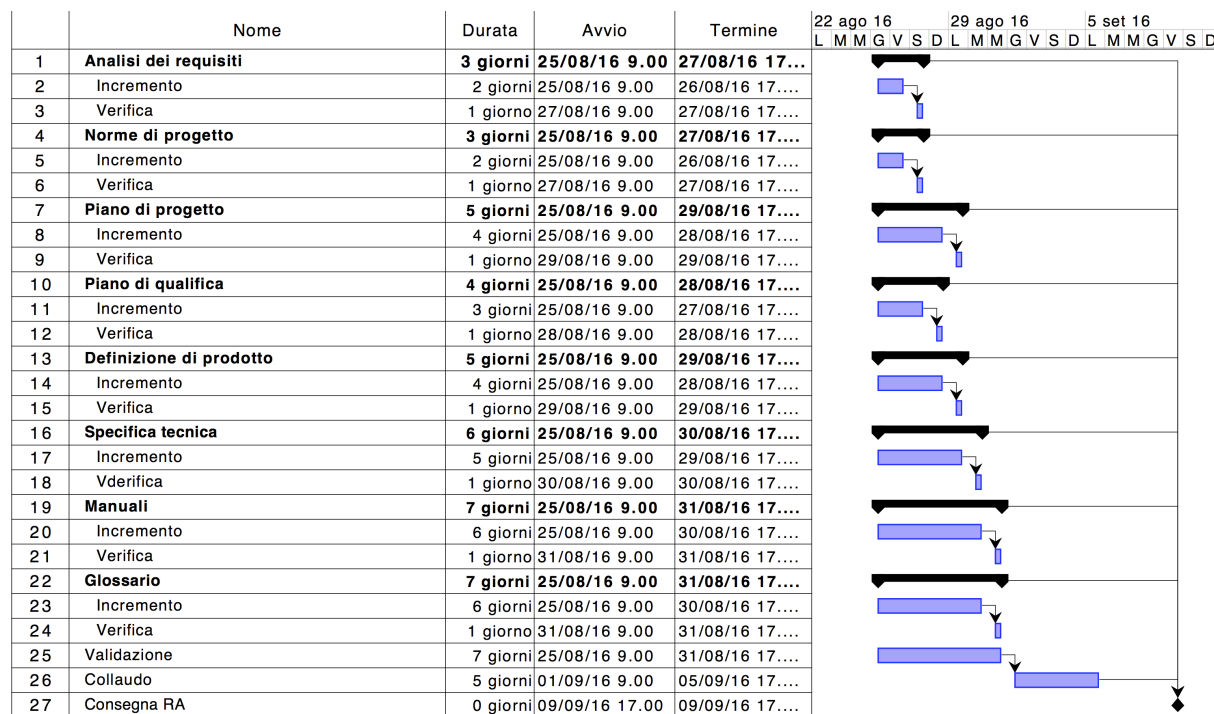 Nome Durata Avvio Termine 22 ago 16 29 ago 16 5 set 16
L M M G V S D L M M G V S D L M M G V S D
1 Analisi dei requisiti 3 giorni 25/08/16 9.00 27/08/16 17...
2 Incremento 2 giorni 25/08/16 9.00 26/08/16 17....
3 Verifica 1 giorno 27/08/16 9.00 27/08/16 17....
4 Norme di progetto 3 giorni 25/08/16 9.00 27/08/16 17....
5 Incremento 2 giorni 25/08/16 9.00 26/08/16 17....
6 Verifica 1 giorno 27/08/16 9.00 27/08/16 17....
7 Piano di progetto 5 giorni 25/08/16 9.00 29/08/16 17....
8 Incremento 4 giorni 25/08/16 9.00 28/08/16 17....
9 Verifica 1 giorno 29/08/16 9.00 29/08/16 17....
10 Piano di qualifica 4 giorni 25/08/16 9.00 28/08/16 17....
11 Incremento 3 giorni 25/08/16 9.00 27/08/16 17....
12 Verifica 1 giorno 28/08/16 9.00 28/08/16 17....
13 Definizione di prodotto 5 giorni 25/08/16 9.00 29/08/16 17....
14 Incremento 4 giorni 25/08/16 9.00 28/08/16 17....
15 Verifica 1 giorno 29/08/16 9.00 29/08/16 17....
16 Specifica tecnica 6 giorni 25/08/16 9.00 30/08/16 17....
17 Incremento 5 giorni 25/08/16 9.00 29/08/16 17....
18 Vderifica 1 giorno 30/08/16 9.00 30/08/16 17....
19 Manuali 7 giorni 25/08/16 9.00 31/08/16 17....
20 Incremento 6 giorni 25/08/16 9.00 30/08/16 17....
21 Verifica 1 giorno 31/08/16 9.00 31/08/16 17....
22 Glossario 7 giorni 25/08/16 9.00 31/08/16 17....
23 Incremento 6 giorni 25/08/16 9.00 30/08/16 17....
24 Verifica 1 giorno 31/08/16 9.00 31/08/16 17....
25 Validazione 7 giorni 25/08/16 9.00 31/08/16 17....
26 Collaudo 5 giorni 01/09/16 9.00 05/09/16 17....
27 Consegna RA 0 giorni 09/09/16 17.00 09/09/16 17....